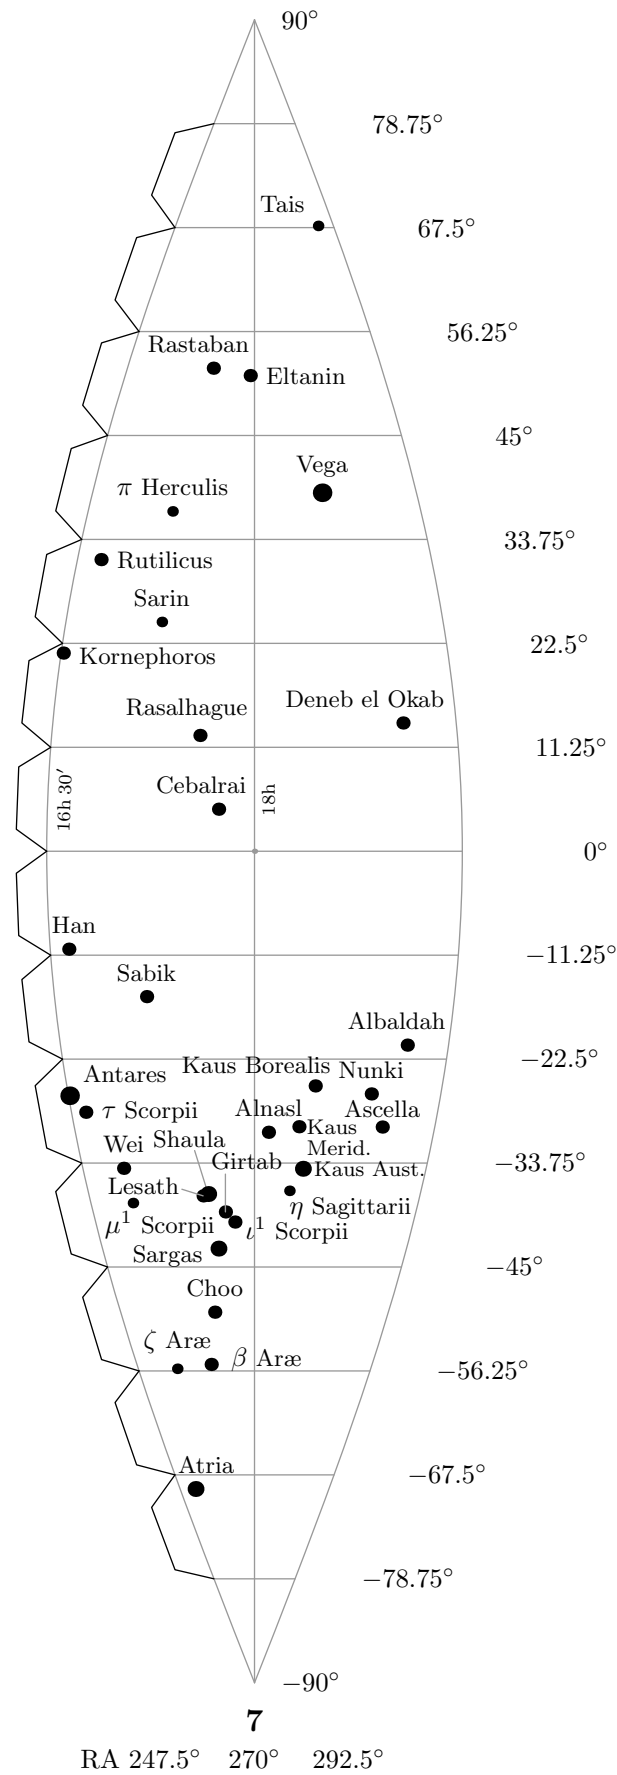 90°
78.75°
Tais
67.5°
56.25°
Rastaban
Eltanin
45°
Vega
π Herculis
33.75°
Rutilicus
Sarin
22.5°
Kornephoros
Deneb el Okab
Rasalhague
11.25°
Cebalrai
16h 30′
18h
0°
Han
−11.25°
Sabik
Albaldah
−22.5°
Kaus Borealis
Nunki
Antares
τ Scorpii
Alnasl
Ascella
Kaus
Merid.
Wei
Shaula
Girtab
−33.75°
Kaus Aust.
Lesath
η Sagittarii
μ¹ Scorpii
ι¹ Scorpii
Sargas
−45°
Choo
ζ Aræ
β Aræ
−56.25°
Atria
−67.5°
−78.75°
−90°
7
RA 247.5° 270° 292.5°